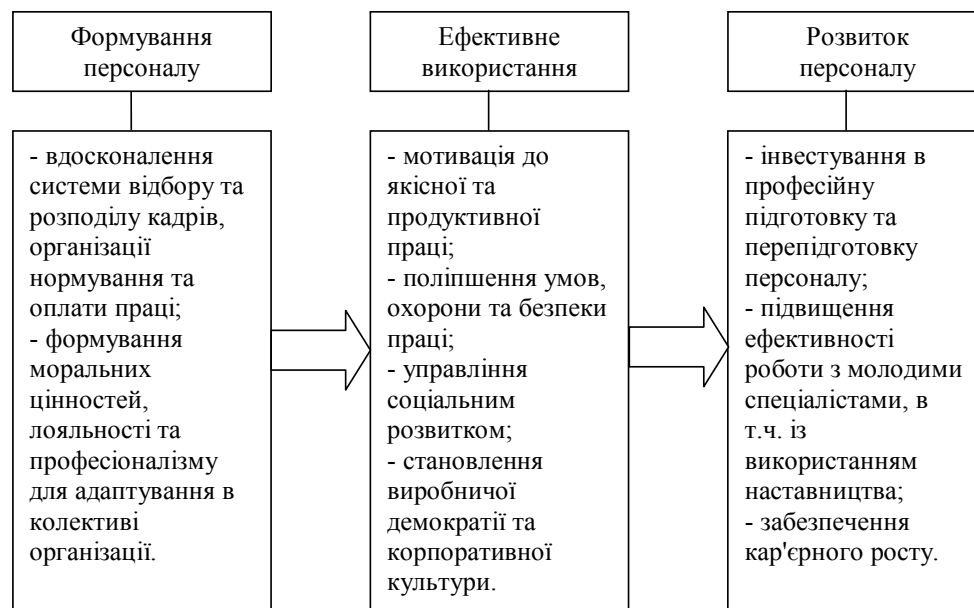 Формування
персоналу
- вдосконалення
системи відбору та
розподілу кадрів,
організації
нормування та
оплати праці;
- формування
моральних
цінностей,
лояльності та
професіоналізму
для адаптування в
колективі
організації.
Ефективне
використання
- мотивація до
якісної та
продуктивної
праці;
- поліпшення умов,
охорони та безпеки
праці;
- управління
соціальним
розвитком;
- становлення
виробничої
демократії та
корпоративної
культури.
Розвиток
персоналу
- інвестування в
професійну
підготовку та
перепідготовку
персоналу;
- підвищення
ефективності
роботи з молодими
спеціалістами, в
т.ч. із
використанням
наставництва;
- забезпечення
кар'єрного росту.